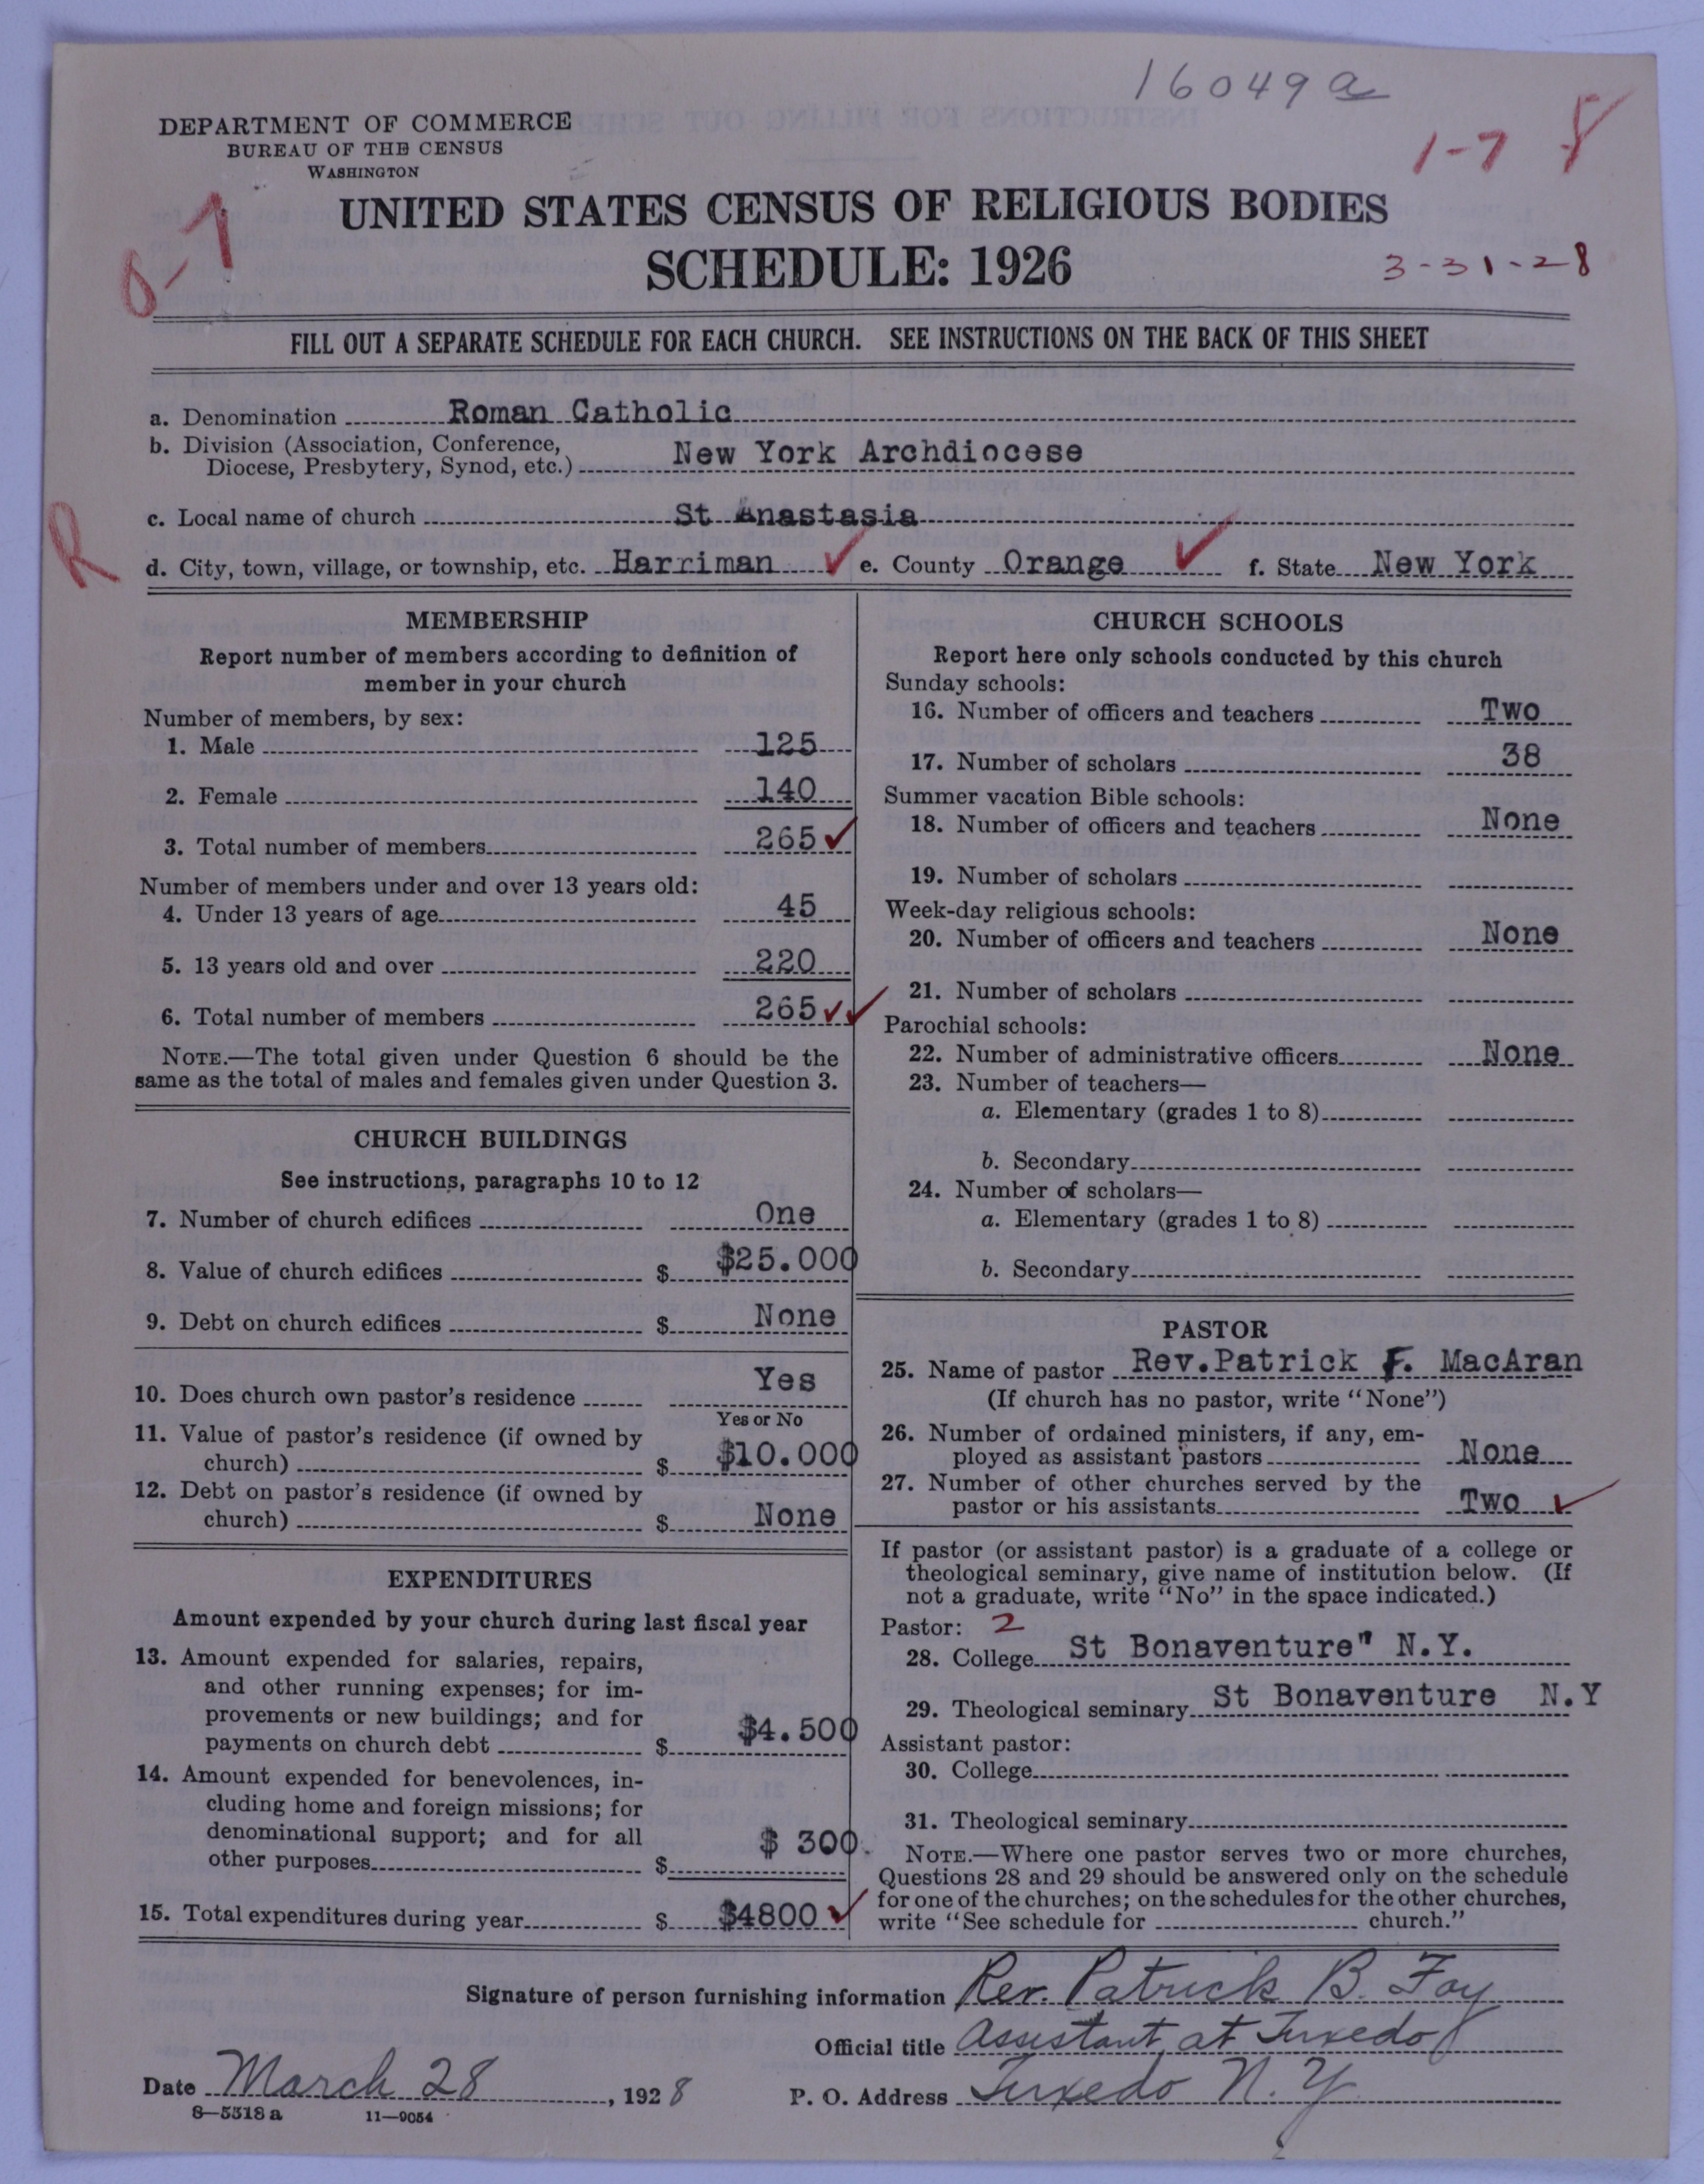 16049a
DEPARTMENT OF COMMERCE
BUREAU OF THE CENSUS
WASHINGTON
1-7 8
8-7
UNITED STATES CENSUS OF RELIGIOUS BODIES
SCHEDULE: 1926
3-31-28
FILL OUT A SEPARATE SCHEDULE FOR EACH CHURCH. SEE INSTRUCTIONS ON THE BACK OF THIS SHEET
a. Denomination Roman Catholic
b. Division (Association, Conference,
Diocese, Presbytery, Synod, etc.) New York Archdiocese
c. Local name of church St Anastasia
R
d. City, town, village, or township, etc. Harriman ✓ e. County Orange ✓ f. State New York
MEMBERSHIP
Report number of members according to definition of
member in your church
Number of members, by sex:
1. Male 125
2. Female 140
3. Total number of members 265 ✓
Number of members under and over 13 years old:
4. Under 13 years of age 45
5. 13 years old and over 220
6. Total number of members 265 ✓✓
NOTE.—The total given under Question 6 should be the
same as the total of males and females given under Question 3.
CHURCH BUILDINGS
See instructions, paragraphs 10 to 12
7. Number of church edifices One
8. Value of church edifices $ $25.000
9. Debt on church edifices $ None
10. Does church own pastor's residence Yes
Yes or No
11. Value of pastor's residence (if owned by
church) $ $10.000
12. Debt on pastor's residence (if owned by
church) $ None
EXPENDITURES
Amount expended by your church during last fiscal year
13. Amount expended for salaries, repairs,
and other running expenses; for im-
provements or new buildings; and for
payments on church debt $ $4.500
14. Amount expended for benevolences, in-
cluding home and foreign missions; for
denominational support; and for all
other purposes $ $ 300.
15. Total expenditures during year $ $4800 ✓
CHURCH SCHOOLS
Report here only schools conducted by this church
Sunday schools:
16. Number of officers and teachers Two
17. Number of scholars 38
Summer vacation Bible schools:
18. Number of officers and teachers None
19. Number of scholars
Week-day religious schools:
20. Number of officers and teachers None
21. Number of scholars
Parochial schools:
22. Number of administrative officers None
23. Number of teachers—
a. Elementary (grades 1 to 8)
b. Secondary
24. Number of scholars—
a. Elementary (grades 1 to 8)
b. Secondary
PASTOR
25. Name of pastor Rev.Patrick F. MacAran
(If church has no pastor, write "None")
26. Number of ordained ministers, if any, em-
ployed as assistant pastors None
27. Number of other churches served by the
pastor or his assistants Two ✓
If pastor (or assistant pastor) is a graduate of a college or
theological seminary, give name of institution below. (If
not a graduate, write "No" in the space indicated.)
Pastor: 2
28. College St Bonaventure" N.Y.
29. Theological seminary St Bonaventure N.Y
Assistant pastor:
30. College
31. Theological seminary
NOTE.—Where one pastor serves two or more churches,
Questions 28 and 29 should be answered only on the schedule
for one of the churches; on the schedules for the other churches,
write "See schedule for church."
Signature of person furnishing information Rev. Patrick B. Fay
Official title Assistant at Tuxedo
Date March 28, 1928 P. O. Address Tuxedo N.Y.
8—5518 a 11—9054